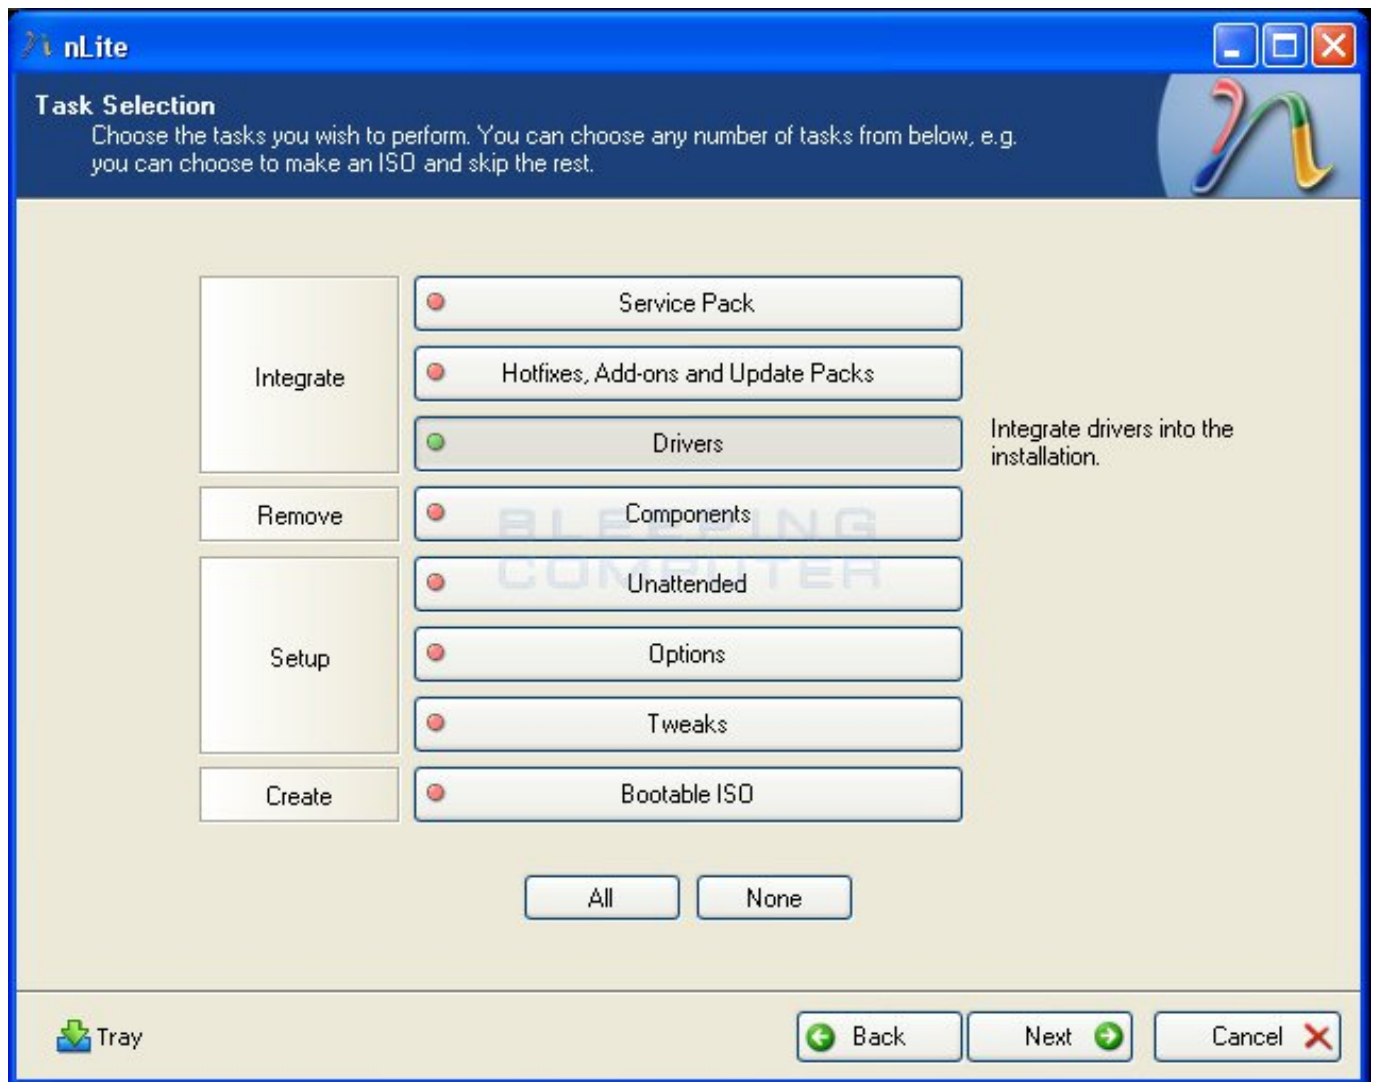 nLite
Task Selection
Choose the tasks you wish to perform. You can choose any number of tasks from below, e.g.
you can choose to make an ISO and skip the rest.
Integrate
Service Pack
Hotfixes, Add-ons and Update Packs
Drivers
Integrate drivers into the
installation.
Remove
Components
BLEEPING
COMPUTER
Setup
Unattended
Options
Tweaks
Create
Bootable ISO
All
None
Tray
Back
Next
Cancel